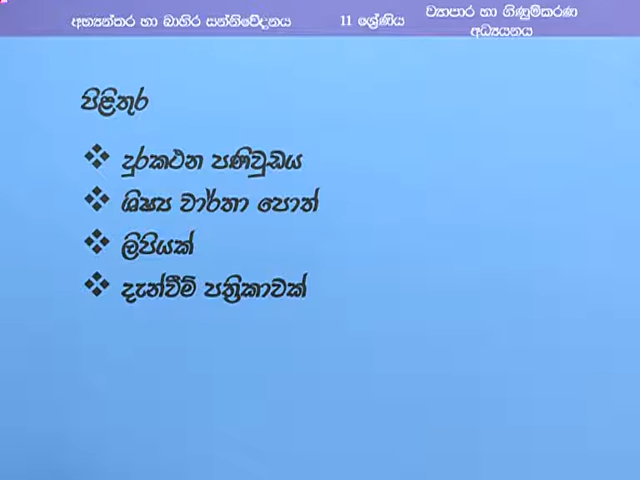 අභ්‍යන්තර හා බාහිර සන්නිවේදනය
11 ශ්‍රේණිය
ව්‍යාපාර හා ගිණුම්කරණ
අධ්‍යයනය
පිළිතුර
❖ දුරකථන පණිවුඩය
❖ ශිෂ්‍ය වාර්තා පොත්
❖ ලිපියක්
❖ දැන්වීම් පත්‍රිකාවක්